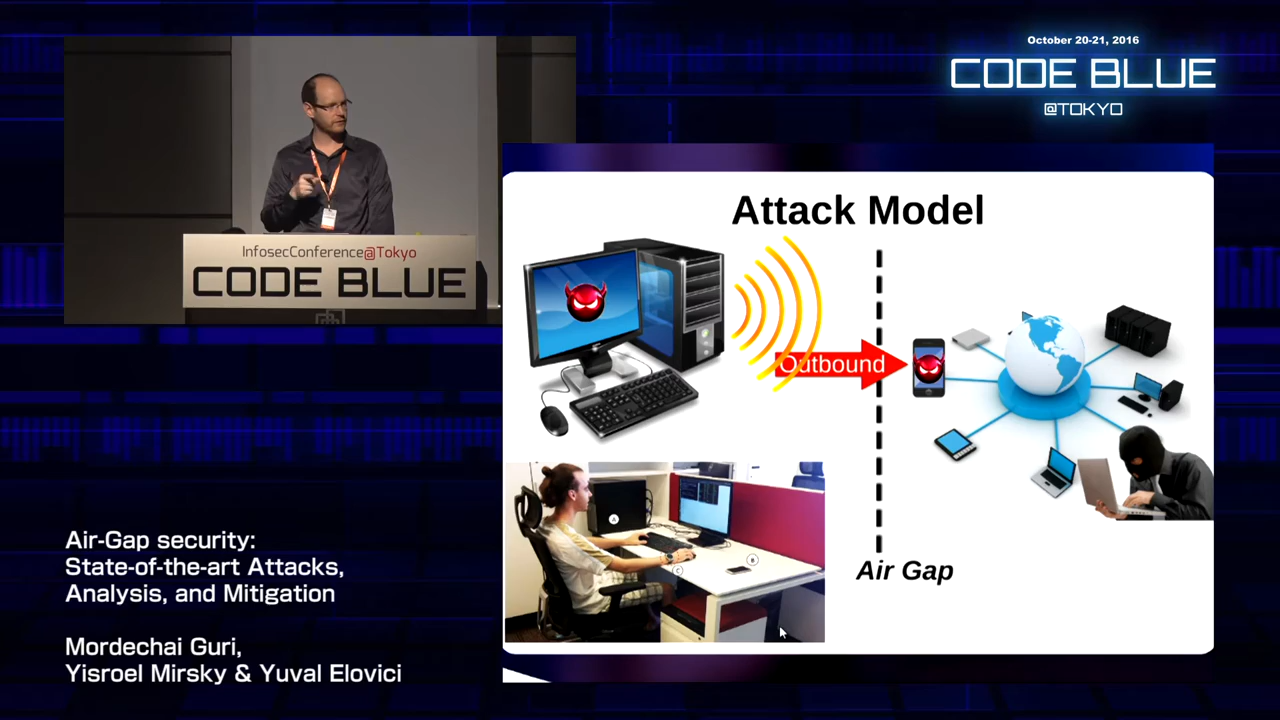 October 20-21, 2016
CODE BLUE
@TOKYO
InfosecConference@Tokyo
CODE BLUE
Attack Model
Outbound
A
B
C
Air Gap
Air-Gap security:
State-of-the-art Attacks,
Analysis, and Mitigation
Mordechai Guri,
Yisroel Mirsky & Yuval Elovici